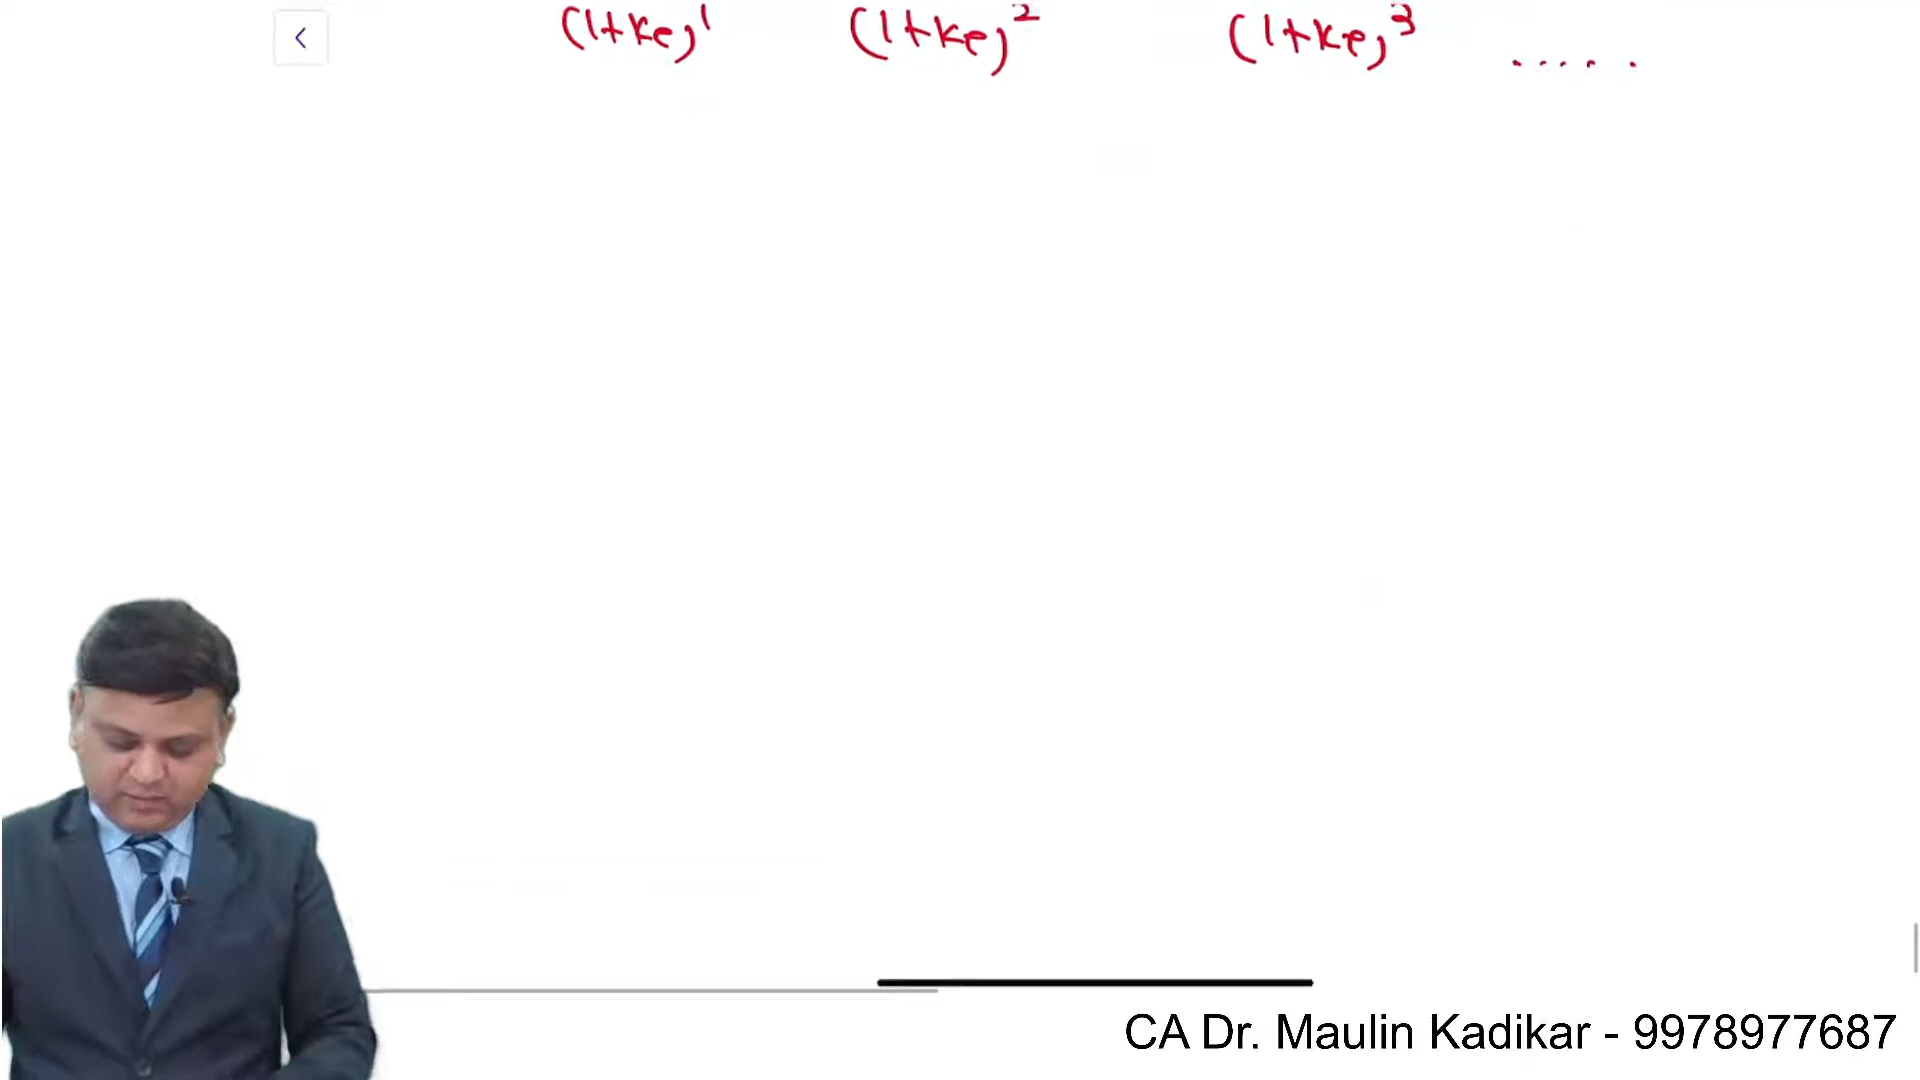 (1+ke)¹ (1+ke)² (1+ke)³ .....
CA Dr. Maulin Kadikar - 9978977687